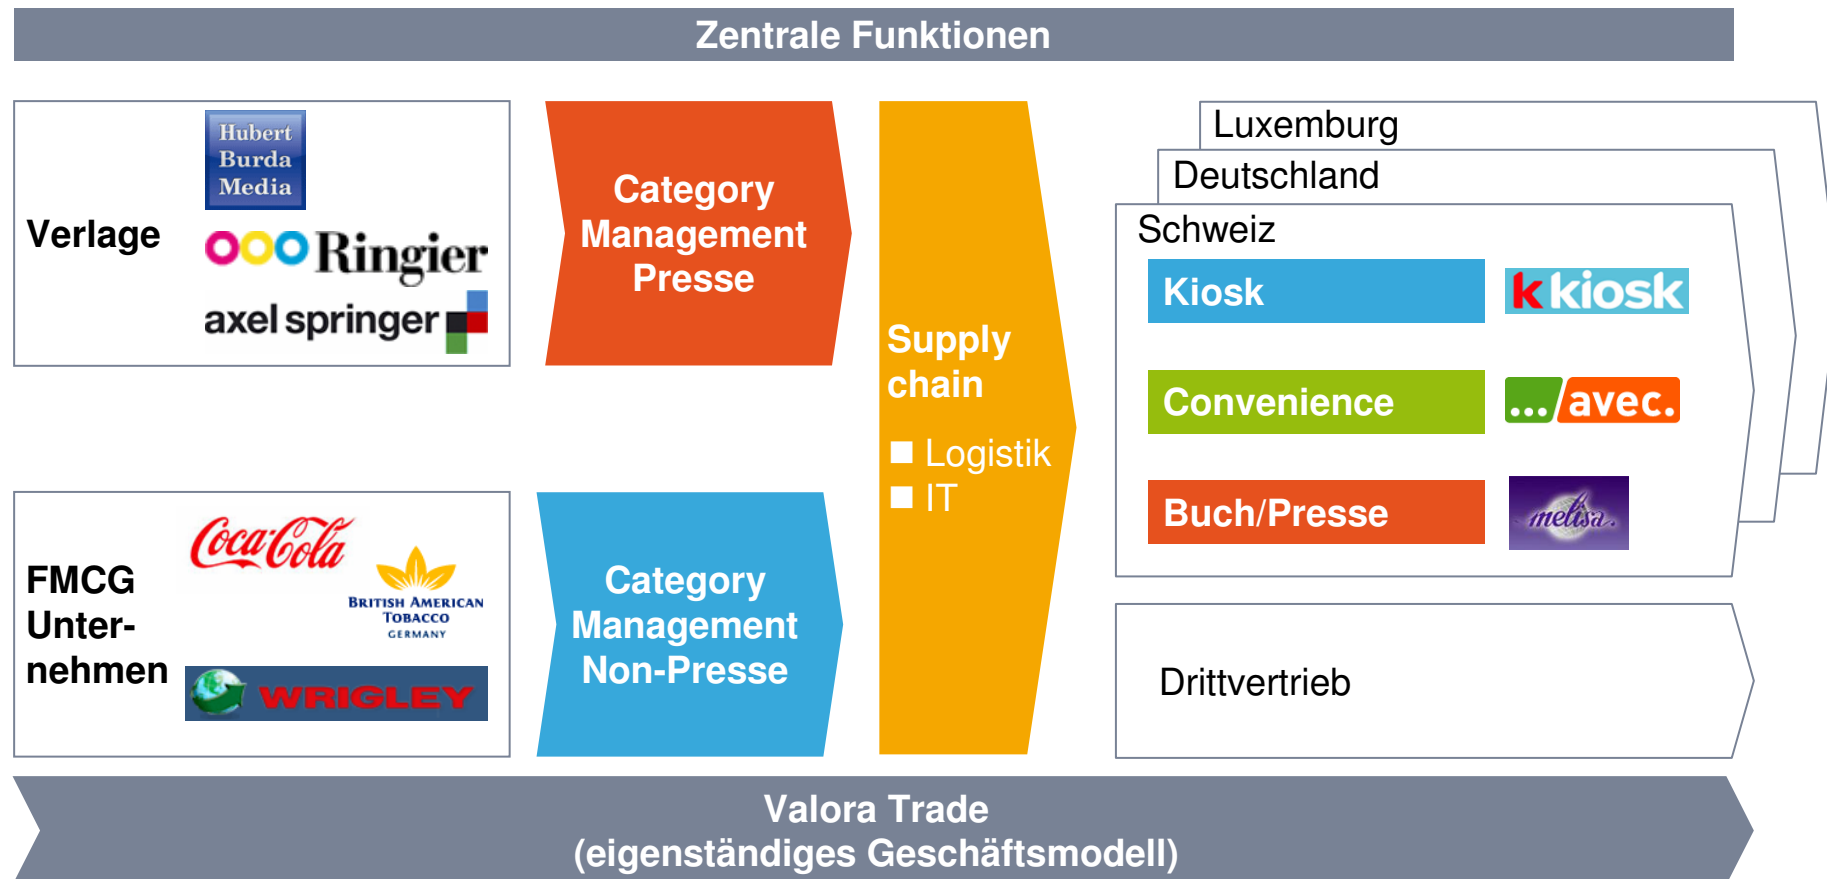 Zentrale Funktionen
Verlage
Hubert
Burda
Media
Ringier
axel springer
FMCG
Unter-
nehmen
Coca-Cola
BRITISH AMERICAN
TOBACCO
GERMANY
WRIGLEY
Category
Management
Presse
Category
Management
Non-Presse
Supply
chain
Logistik
IT
Luxemburg
Deutschland
Schweiz
Kiosk
k kiosk
Convenience
.../avec.
Buch/Presse
melisa.
Drittvertrieb
Valora Trade
(eigenständiges Geschäftsmodell)